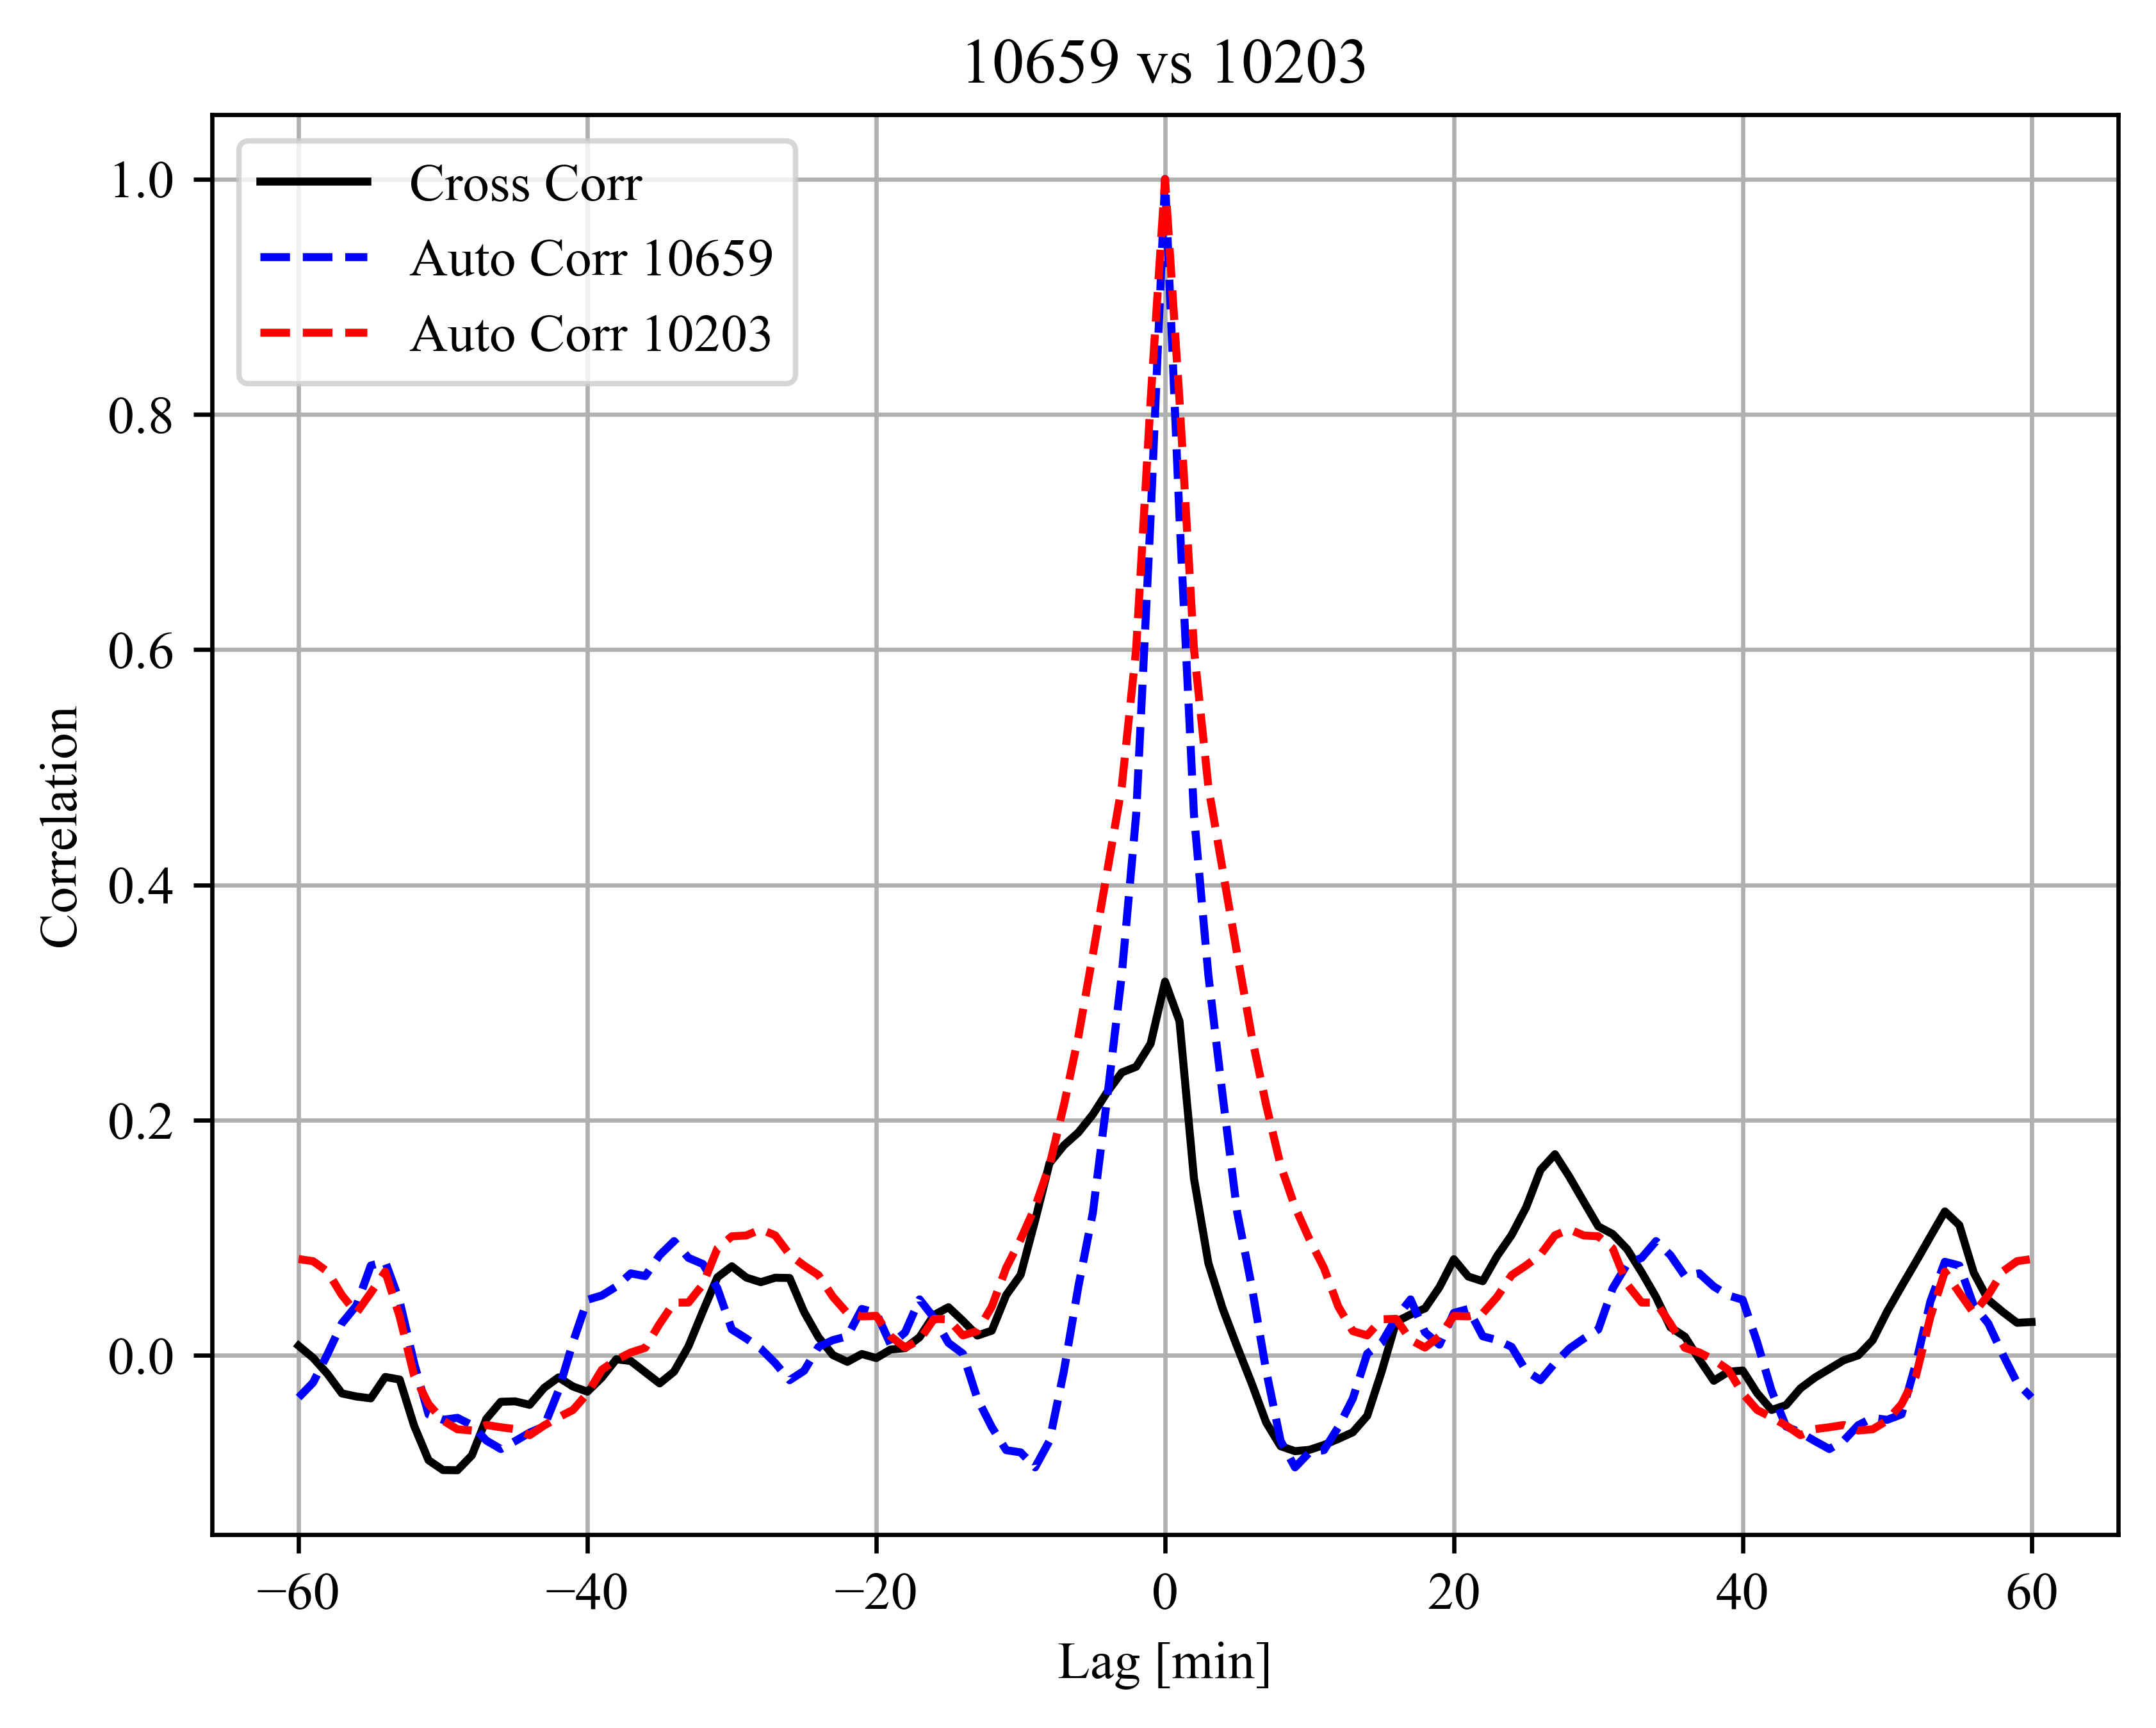 10659 vs 10203
Cross Corr
Auto Corr 10659
Auto Corr 10203
1.0
0.8
0.6
0.4
0.2
0.0
Correlation
−60 −40 −20 0 20 40 60
Lag [min]